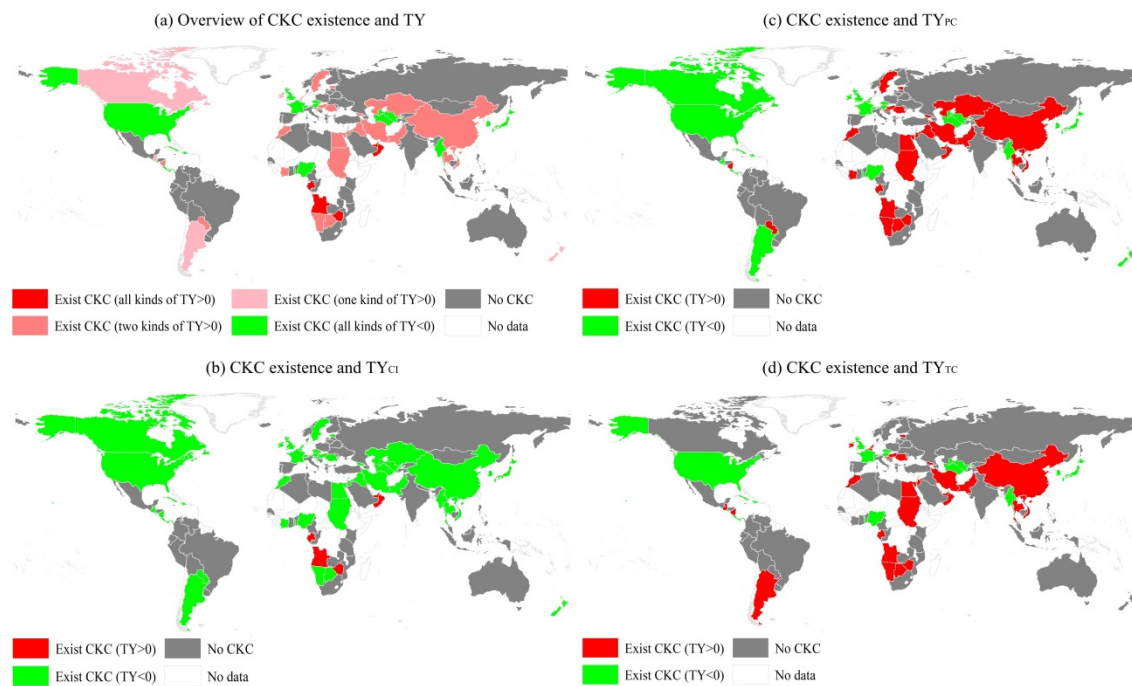 (a) Overview of CKC existence and TY
Exist CKC (all kinds of TY>0)
Exist CKC (one kind of TY>0)
No CKC
Exist CKC (two kinds of TY>0)
Exist CKC (all kinds of TY<0)
No data
(c) CKC existence and TYPC
Exist CKC (TY>0)
No CKC
Exist CKC (TY<0)
No data
(b) CKC existence and TYCI
Exist CKC (TY>0)
No CKC
Exist CKC (TY<0)
No data
(d) CKC existence and TYTC
Exist CKC (TY>0)
No CKC
Exist CKC (TY<0)
No data